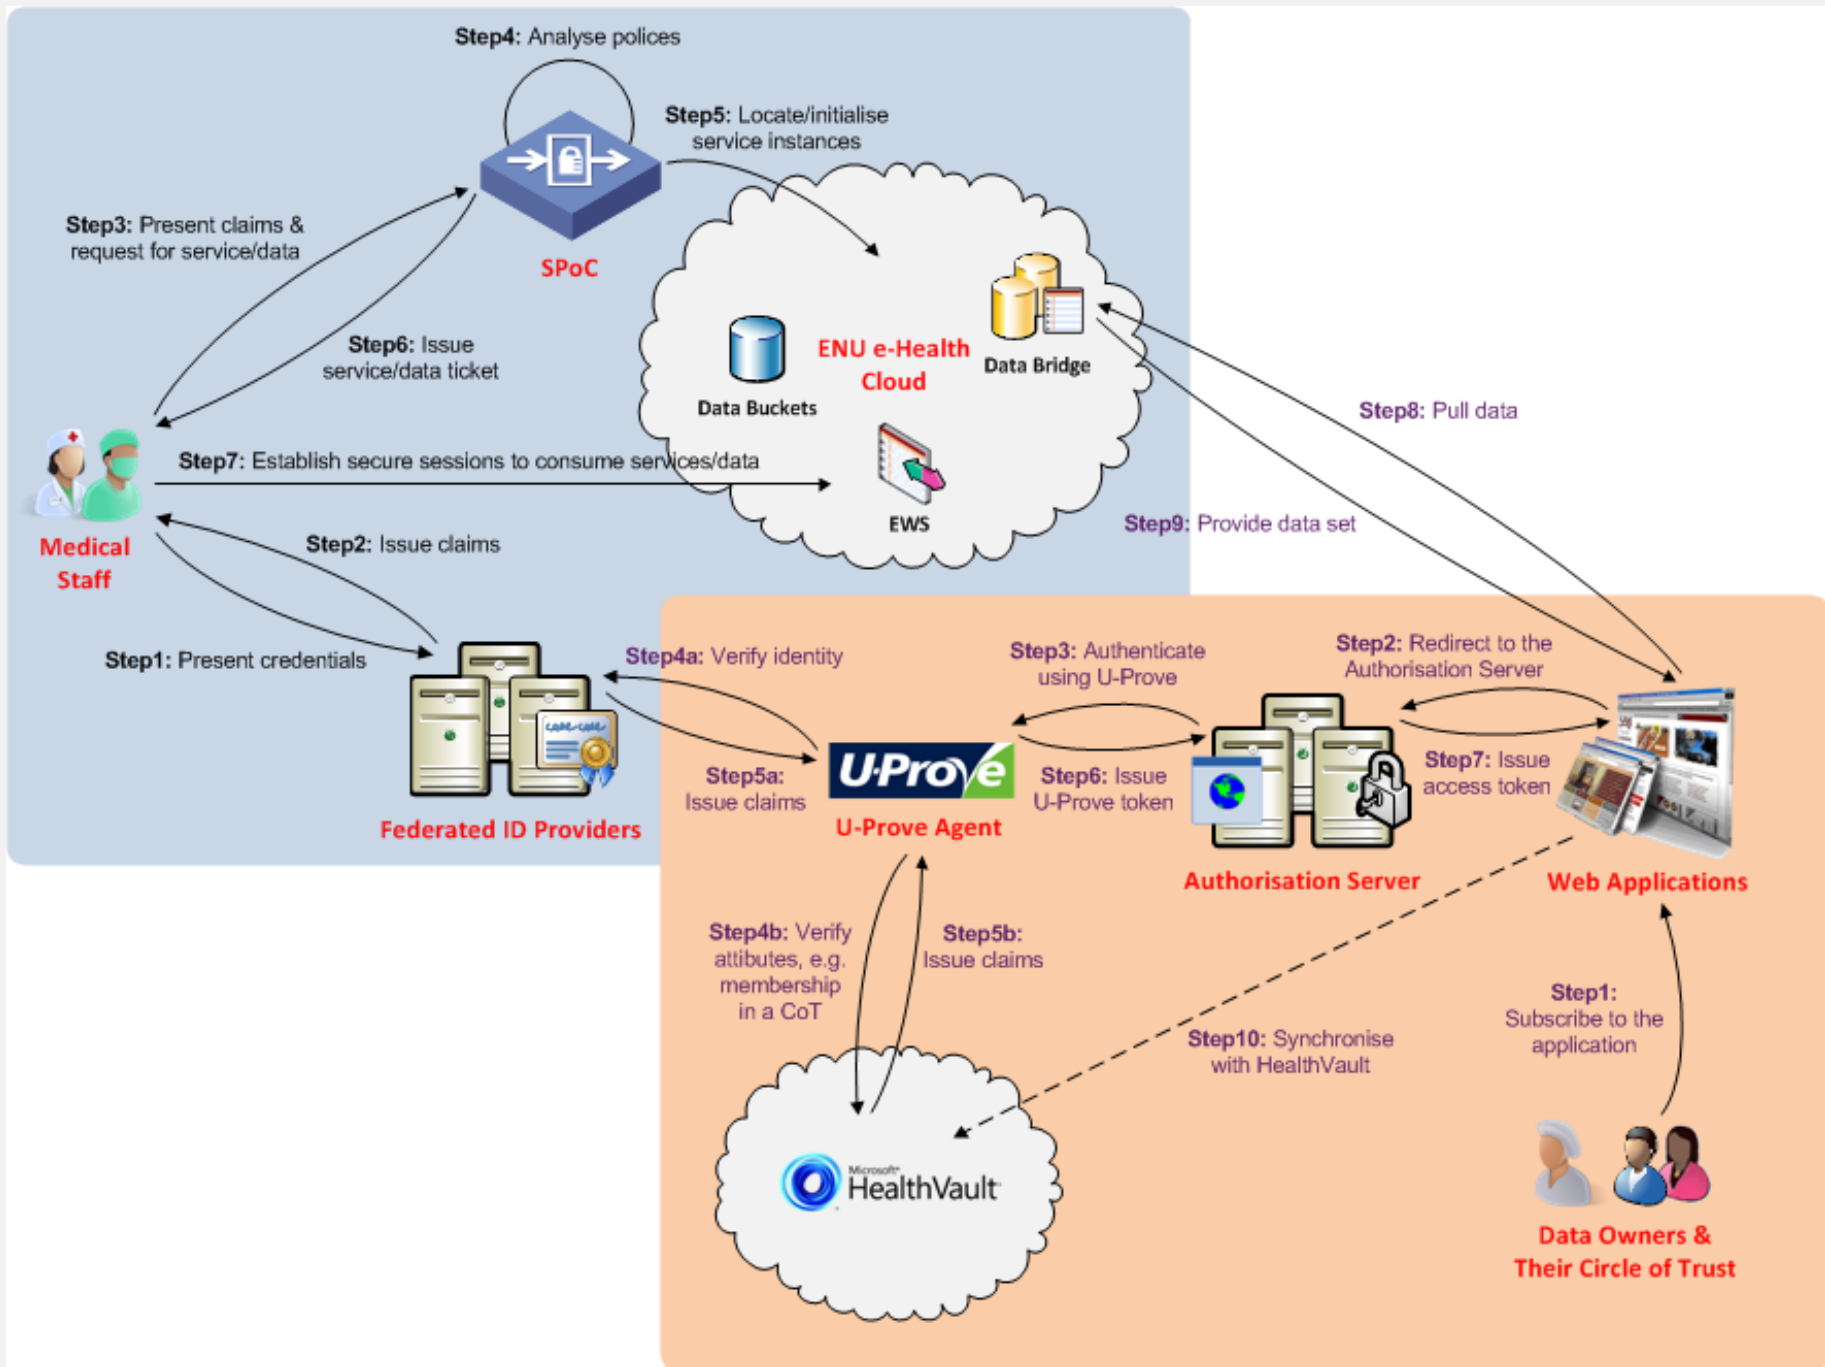 Step4: Analyse polices
Step5: Locate/initialise
service instances
Step3: Present claims &
request for service/data
SPoC
Step6: Issue
service/data ticket
ENU e-Health
Cloud
Data Bridge
Data Buckets
Step8: Pull data
Step7: Establish secure sessions to consume services/data
EWS
Step9: Provide data set
Medical
Staff
Step2: Issue claims
Step1: Present credentials
Federated ID Providers
Step4a: Verify identity
Step3: Authenticate
using U-Prove
Step2: Redirect to the
Authorisation Server
Step5a:
Issue claims
U-Prove
U-Prove Agent
Step6: Issue
U-Prove token
Step7: Issue
access token
Authorisation Server
Web Applications
Step4b: Verify
attibutes, e.g.
membership
in a CoT
Step5b:
Issue claims
Step1:
Subscribe to the
application
Step10: Synchronise
with HealthVault
Microsoft®
HealthVault
Data Owners &
Their Circle of Trust